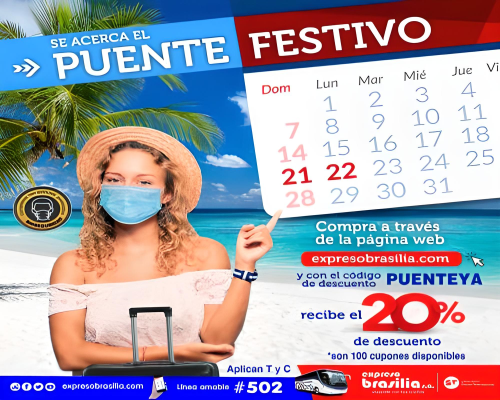 SE ACERCA EL
PUENTE FESTIVO
Dom Lun Mar Mié Jue Vi
1 2 3 4
7 8 9 10 11
14 15 16 17 18
21 22 23 24 25
28 29 30 31
Compra a través
de la página web
expresobrasilia.com
y con el código
de descuento PUENTEYA
recibe el 20%
de descuento
*son 100 cupones disponibles
Aplican T y C
expresobrasilia.com Línea amable #502 expreso brasilia s.a.